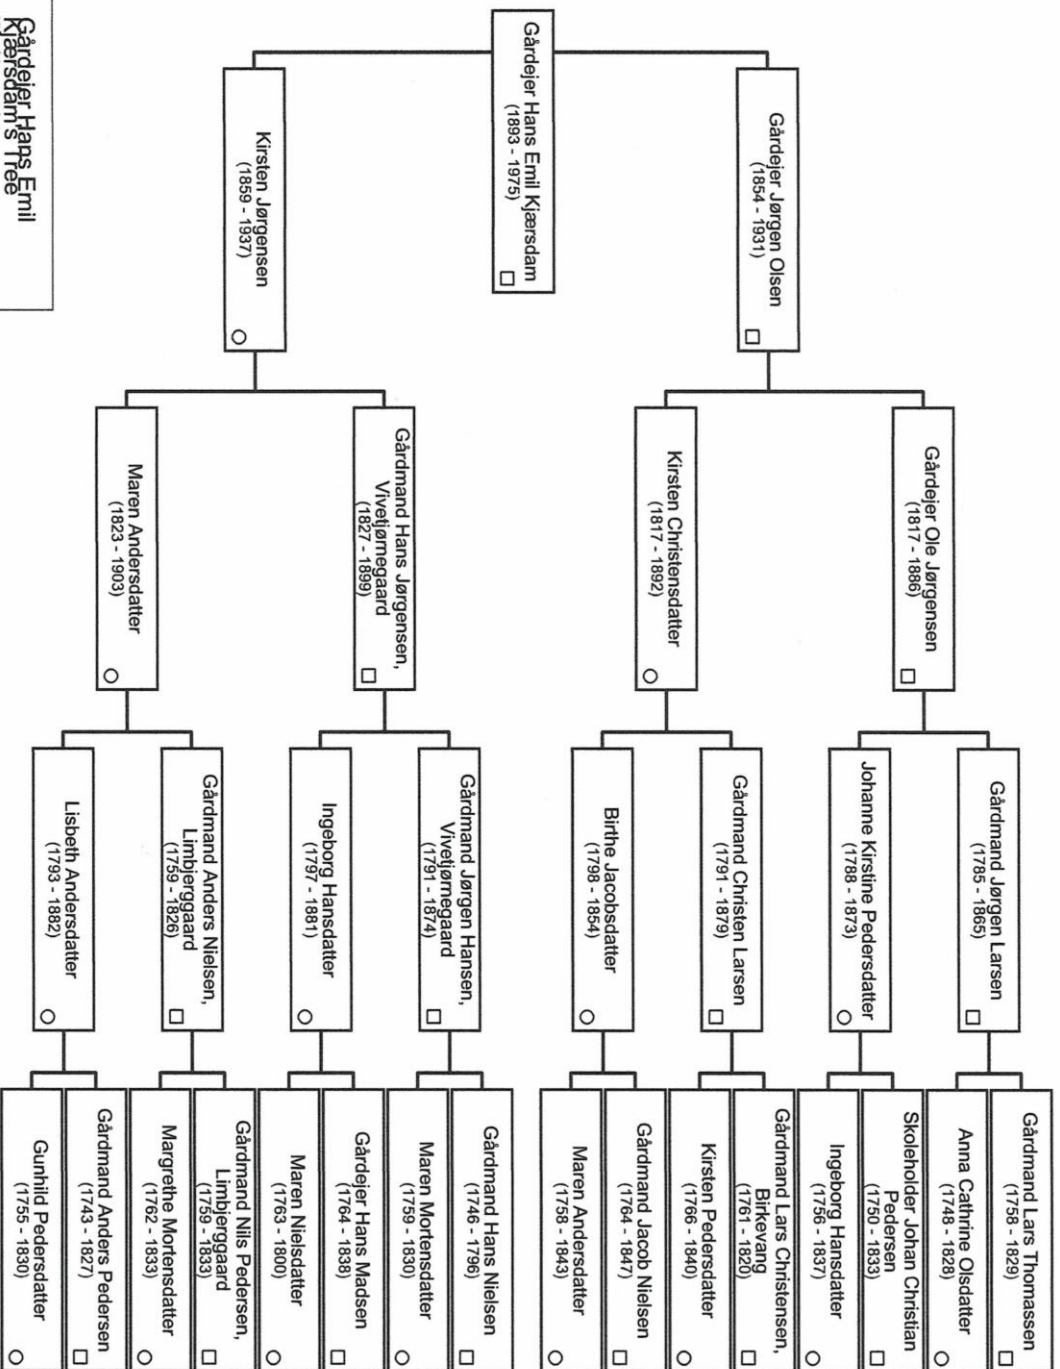 Gårdejer Hans Emil
Kjærsdam's Tree
Gårdejer Hans Emil Kjærsdam
(1893 - 1975)
Gårdejer Jørgen Olsen
(1854 - 1931)
Kirsten Jørgensen
(1859 - 1937)
Gårdejer Ole Jørgensen
(1817 - 1886)
Kirsten Christensdatter
(1817 - 1892)
Gårdmand Hans Jørgensen,
Vivetjørnegaard
(1827 - 1899)
Maren Andersdatter
(1823 - 1903)
Gårdmand Jørgen Larsen
(1785 - 1865)
Johanne Kirstine Pedersdatter
(1788 - 1873)
Gårdmand Christen Larsen
(1791 - 1879)
Birthe Jacobsdatter
(1798 - 1854)
Gårdmand Jørgen Hansen,
Vivetjørnegaard
(1791 - 1874)
Ingeborg Hansdatter
(1797 - 1881)
Gårdmand Anders Nielsen,
Limbjerggaard
(1759 - 1826)
Lisbeth Andersdatter
(1793 - 1882)
Gårdmand Lars Thomassen
(1758 - 1829)
Anna Cathrine Olsdatter
(1748 - 1828)
Skoleholder Johan Christian
Pedersen
(1750 - 1833)
Ingeborg Hansdatter
(1756 - 1837)
Gårdmand Lars Christensen,
Birkevang
(1761 - 1820)
Kirsten Pedersdatter
(1766 - 1840)
Gårdmand Jacob Nielsen
(1764 - 1847)
Maren Andersdatter
(1758 - 1843)
Gårdmand Hans Nielsen
(1746 - 1796)
Maren Mortensdatter
(1759 - 1830)
Gårdejer Hans Madsen
(1764 - 1838)
Maren Nielsdatter
(1763 - 1800)
Gårdmand Nils Pedersen,
Limbjerggaard
(1759 - 1833)
Margrethe Mortensdatter
(1762 - 1833)
Gårdmand Anders Pedersen
(1743 - 1827)
Gunhild Pedersdatter
(1755 - 1830)